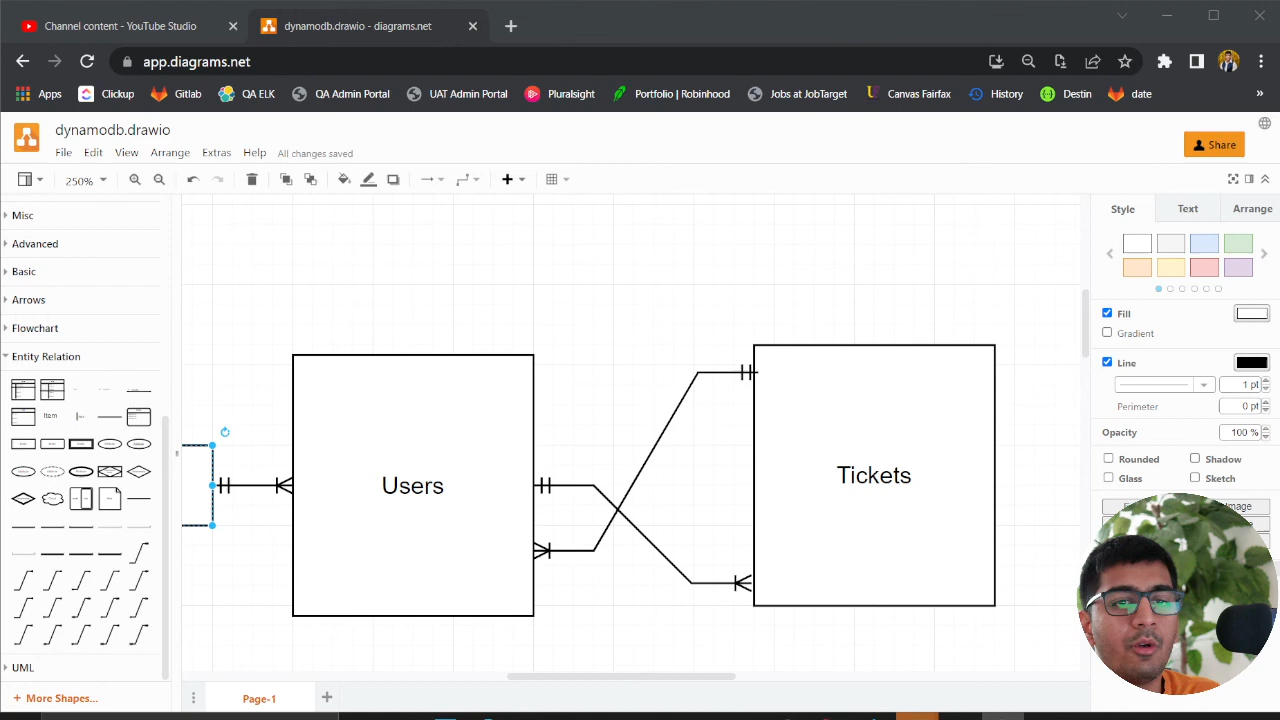 Channel content - YouTube Studio
dynamodb.drawio - diagrams.net
app.diagrams.net
Apps
Clickup
Gitlab
QA ELK
QA Admin Portal
UAT Admin Portal
Pluralsight
Portfolio | Robinhood
Jobs at JobTarget
Canvas Fairfax
History
Destin
date
»
dynamodb.drawio
File
Edit
View
Arrange
Extras
Help
All changes saved
Share
250%
Misc
Advanced
Basic
Arrows
Flowchart
Entity Relation
Item
UML
+ More Shapes...
Users
Tickets
Page-1
Style
Text
Arrange
Fill
Gradient
Line
1 pt
Perimeter
0 pt
Opacity
100 %
Rounded
Shadow
Glass
Sketch